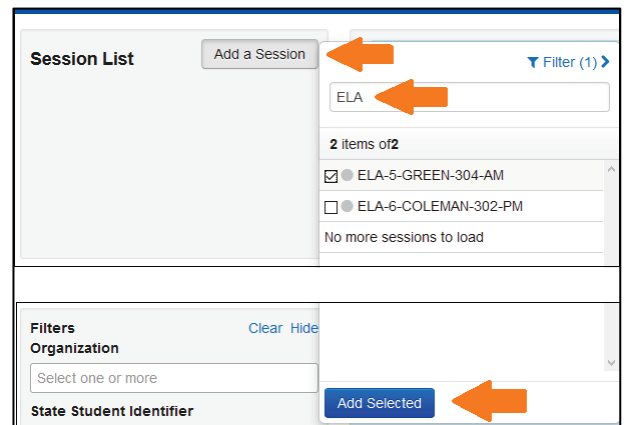 Session List
Add a Session
Filter (1)
ELA
2 items of2
ELA-5-GREEN-304-AM
ELA-6-COLEMAN-302-PM
No more sessions to load
Filters
Clear Hide
Organization
Select one or more
State Student Identifier
Add Selected